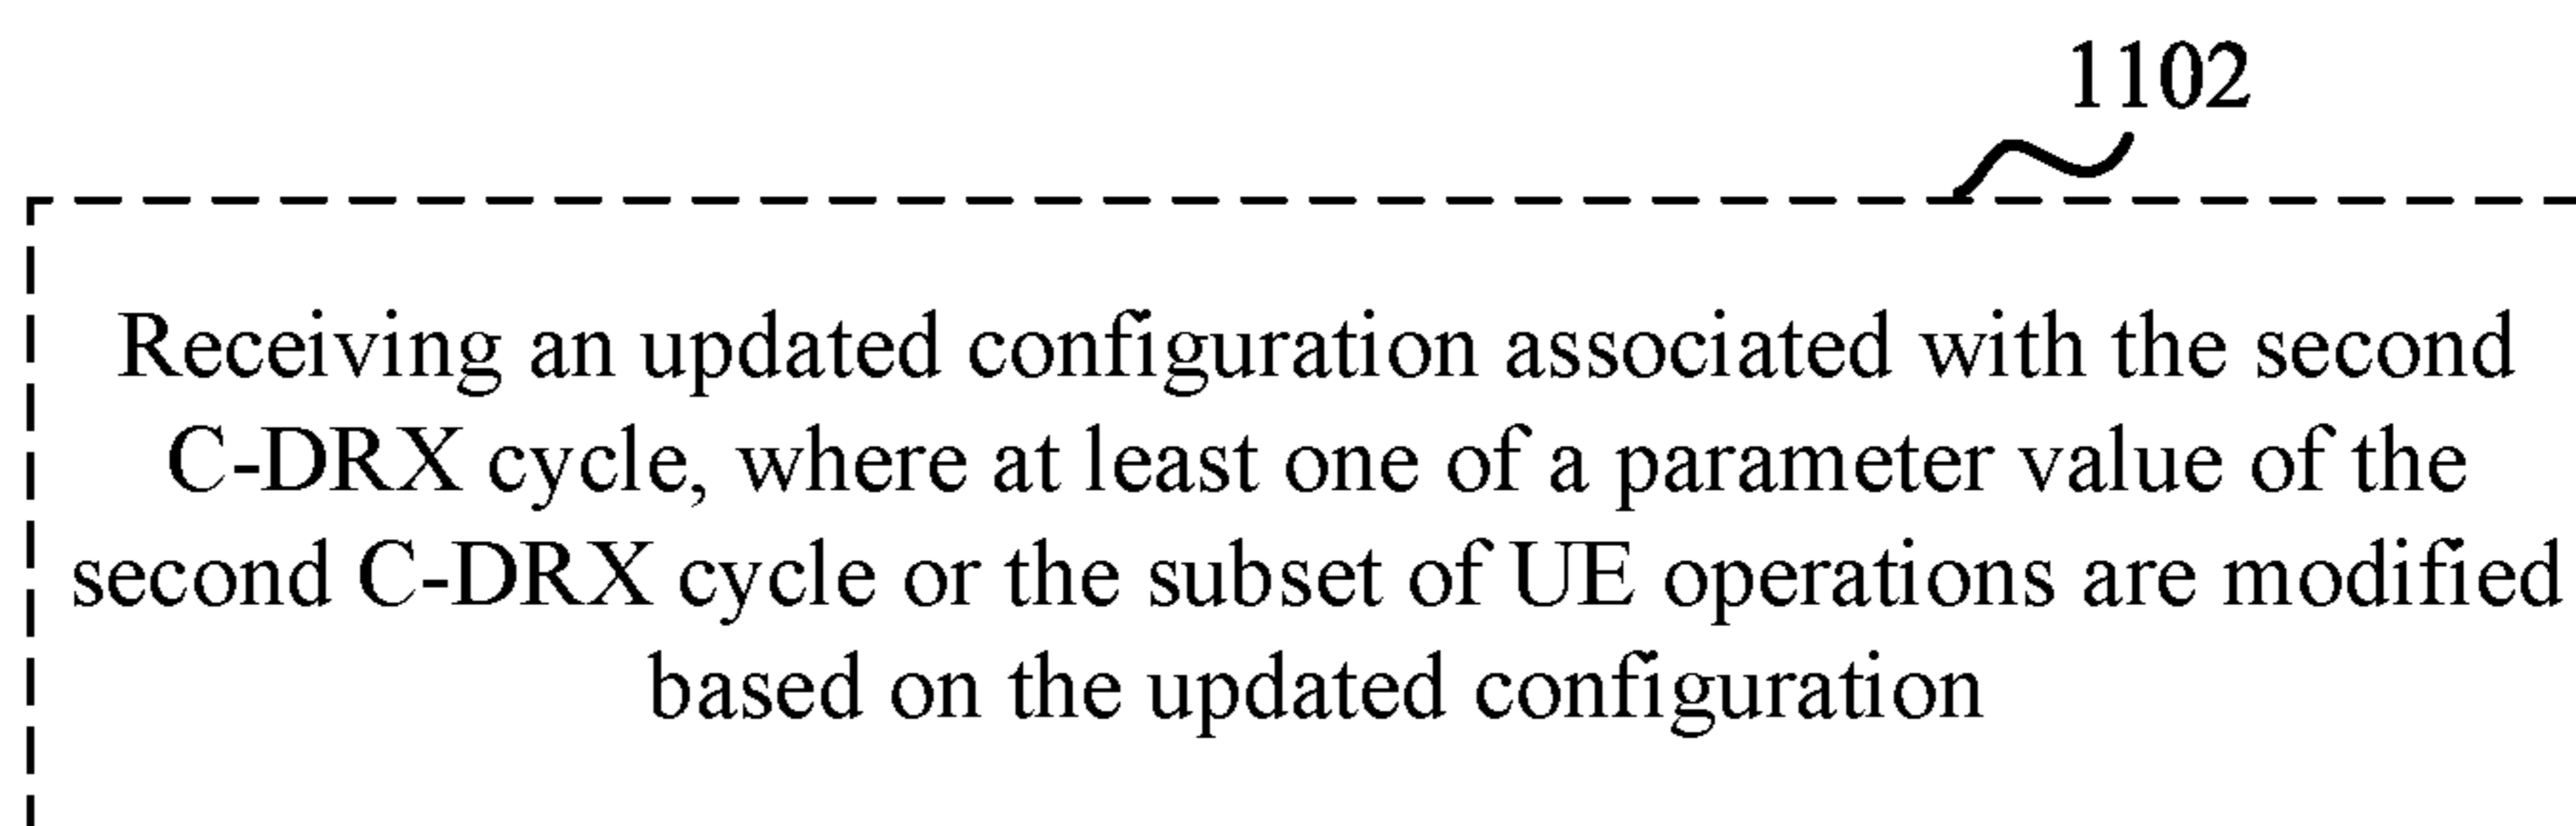 1102
Receiving an updated configuration associated with the second
C-DRX cycle, where at least one of a parameter value of the
second C-DRX cycle or the subset of UE operations are modified
based on the updated configuration